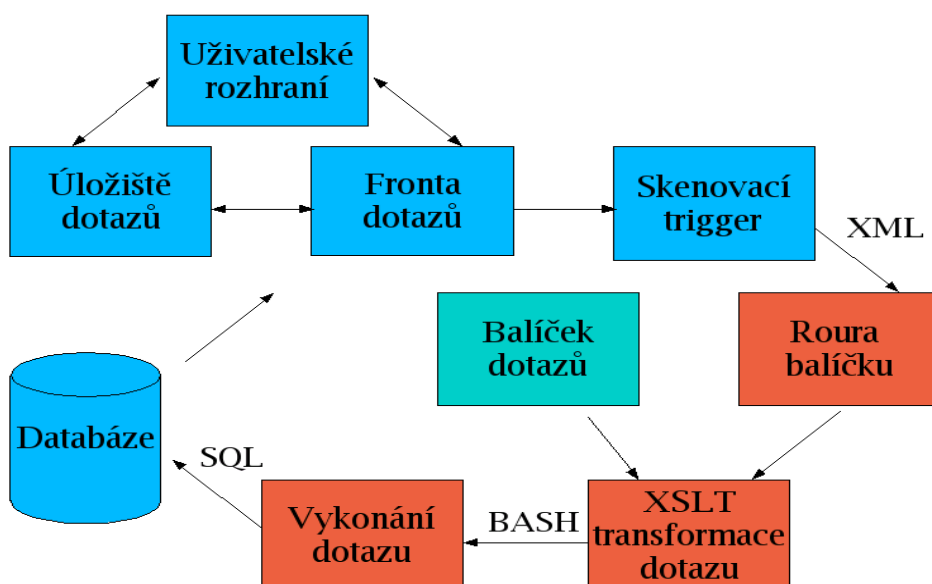 Uživatelské
rozhraní
Úložiště
dotazů
Fronta
dotazů
Skenovací
trigger
XML
Balíček
dotazů
Roura
balíčku
Databáze
SQL
Vykonání
dotazu
BASH
XSLT
transformace
dotazu